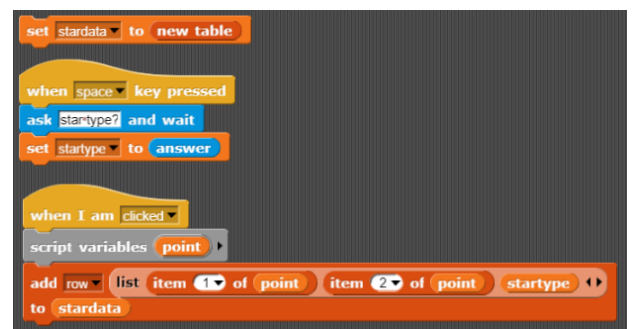 set stardata to new table
when space key pressed
ask startype? and wait
set startype to answer
when I am clicked
script variables point
add row list item 1 of point item 2 of point startype
to stardata